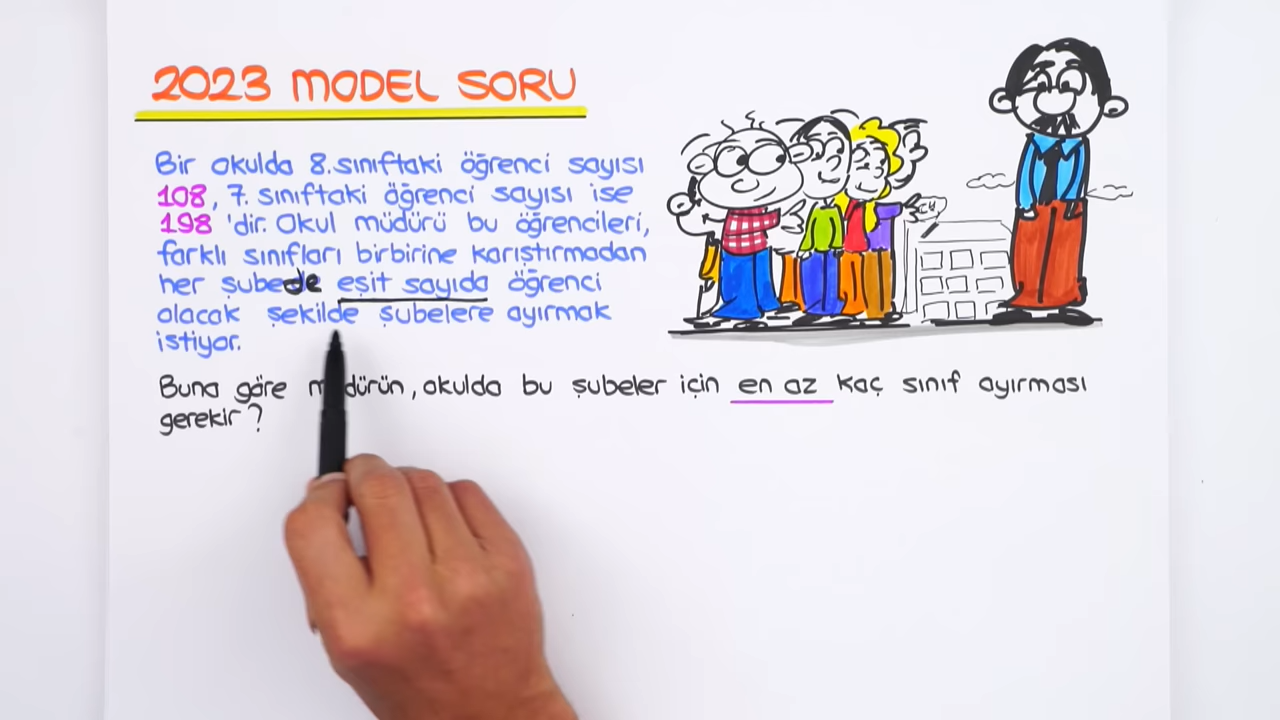 2023 MODEL SORU
Bir okulda 8.sınıftaki öğrenci sayısı
108, 7. sınıftaki öğrenci sayısı ise
198 'dir. Okul müdürü bu öğrencileri,
farklı sınıfları birbirine karıştırmadan
her şubede eşit sayıda öğrenci
olacak şekilde şubelere ayırmak
istiyor.
Buna göre müdürün, okulda bu şubeler için en az kaç sınıf ayırması
gerekir?